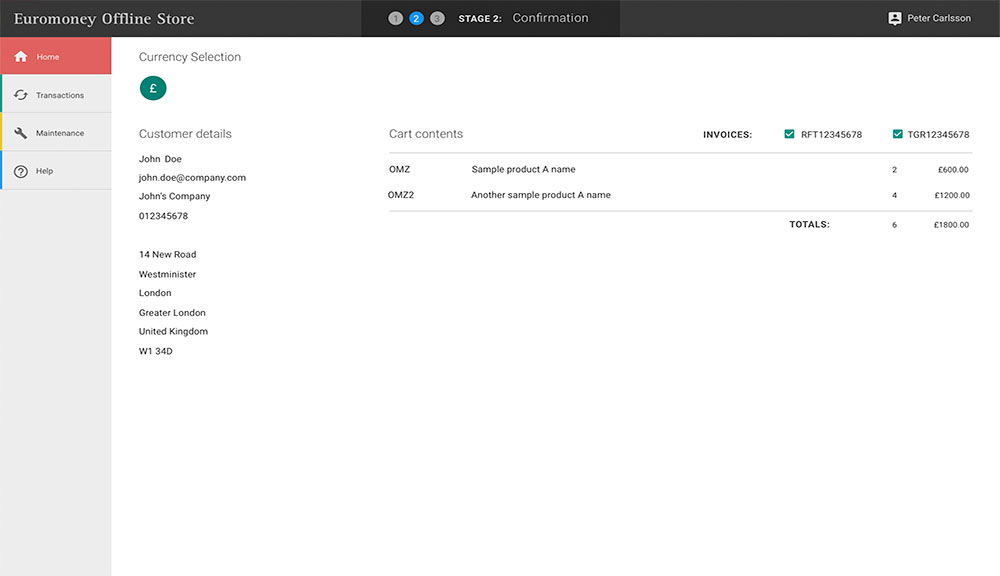 Euromoney Offline Store
1 2 3 STAGE 2: Confirmation
Peter Carlsson
Home
Transactions
Maintenance
Help
Currency Selection
£
Customer details
John Doe
john.doe@company.com
John's Company
012345678
14 New Road
Westminister
London
Greater London
United Kingdom
W1 34D
Cart contents
INVOICES: RFT12345678 TGR12345678
OMZ Sample product A name 2 £600.00
OMZ2 Another sample product A name 4 £1200.00
TOTALS: 6 £1800.00